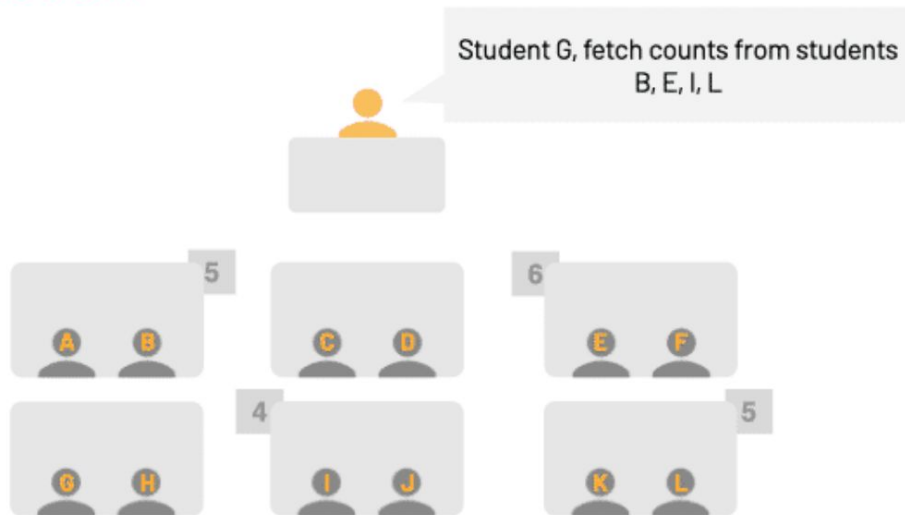 Student G, fetch counts from students
B, E, I, L
5
6
A B C D E F
4
5
G H I J K L